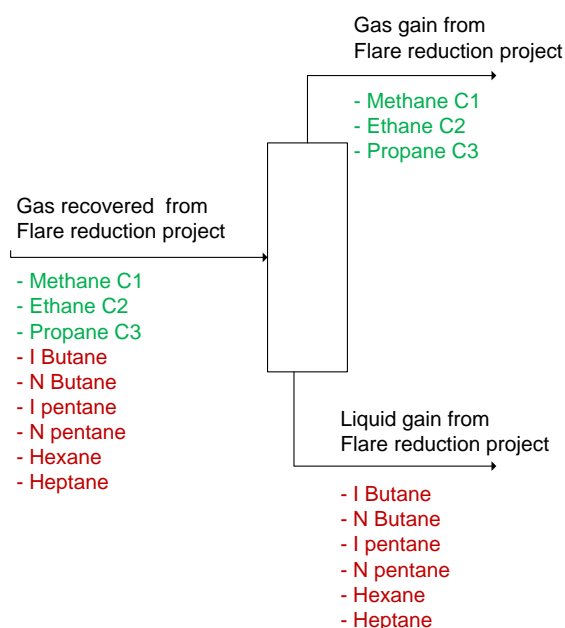 Gas gain from
Flare reduction project
- Methane C1
- Ethane C2
- Propane C3
Gas recovered from
Flare reduction project
- Methane C1
- Ethane C2
- Propane C3
- I Butane
- N Butane
- I pentane
- N pentane
- Hexane
- Heptane
Liquid gain from
Flare reduction project
- I Butane
- N Butane
- I pentane
- N pentane
- Hexane
- Heptane